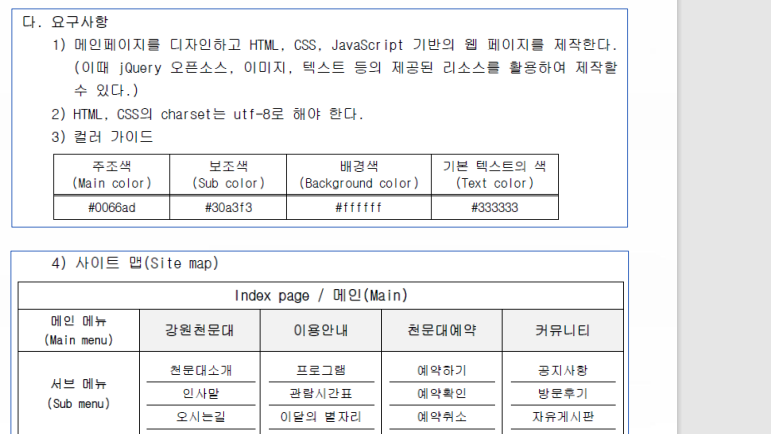 다. 요구사항
1) 메인페이지를 디자인하고 HTML, CSS, JavaScript 기반의 웹 페이지를 제작한다.
(이때 jQuery 오픈소스, 이미지, 텍스트 등의 제공된 리소스를 활용하여 제작할
수 있다.)
2) HTML, CSS의 charset는 utf-8로 해야 한다.
3) 컬러 가이드
주조색 보조색 배경색 기본 텍스트의 색
(Main color) (Sub color) (Background color) (Text color)
#0066ad #30a3f3 #ffffff #333333
4) 사이트 맵(Site map)
Index page / 메인(Main)
메인 메뉴
(Main menu) 강원천문대 이용안내 천문대예약 커뮤니티
서브 메뉴
(Sub menu)
천문대소개 프로그램 예약하기 공지사항
인사말 관람시간표 예약확인 방문후기
오시는길 이달의 별자리 예약취소 자유게시판